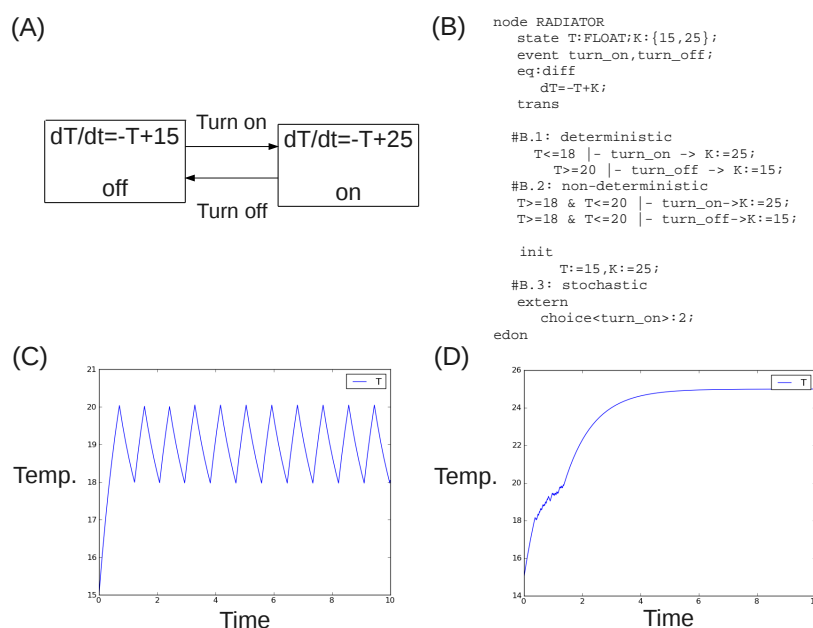 (A)
dT/dt=-T+15
off
Turn on
Turn off
dT/dt=-T+25
on
(B)
node RADIATOR
state T:FLOAT;K:{15,25};
event turn_on,turn_off;
eq:diff
dT=-T+K;
trans
#B.1: deterministic
T<=18 |- turn_on -> K:=25;
T>=20 |- turn_off -> K:=15;
#B.2: non-deterministic
T>=18 & T<=20 |- turn_on->K:=25;
T>=18 & T<=20 |- turn_off->K:=15;
init
T:=15,K:=25;
#B.3: stochastic
extern
choice<turn_on>:2;
edon
(C)
21
20
19
18
17
16
15
0
2
4
6
8
10
T
Temp.
Time
(D)
26
24
22
20
18
16
14
0
2
4
6
8
10
T
Temp.
Time